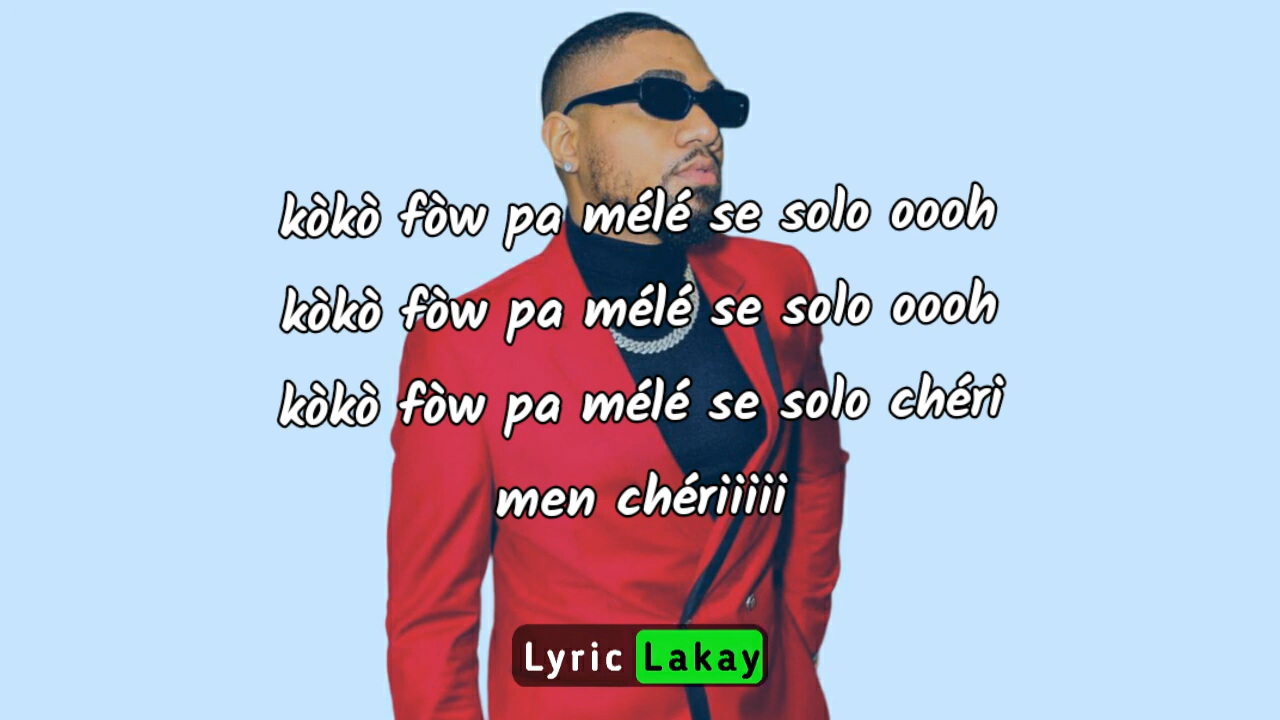 kòkò fòw pa mélé se solo oooh
kòkò fòw pa mélé se solo oooh
kòkò fòw pa mélé se solo chéri
men chériiiii
Lyric Lakay